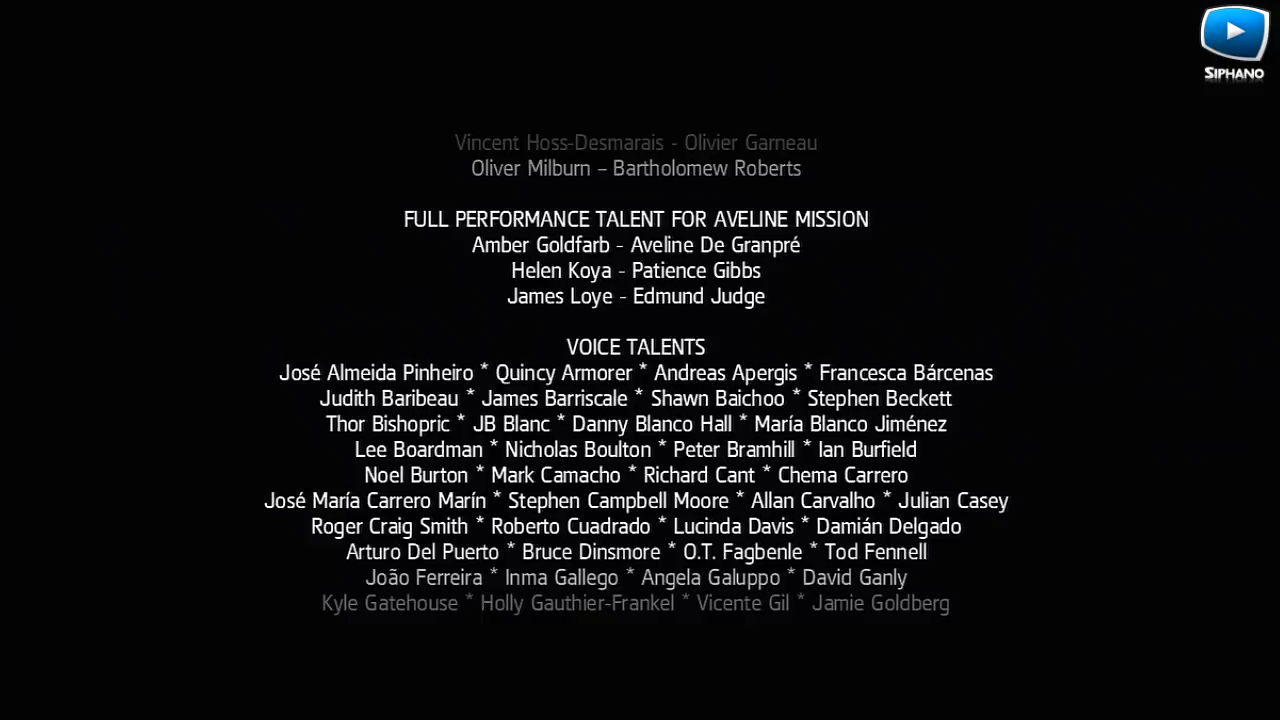 SIPHANO
Vincent Hoss-Desmarais - Olivier Garneau
Oliver Milburn – Bartholomew Roberts
FULL PERFORMANCE TALENT FOR AVELINE MISSION
Amber Goldfarb - Aveline De Granpré
Helen Koya - Patience Gibbs
James Loye - Edmund Judge
VOICE TALENTS
José Almeida Pinheiro * Quincy Armorer * Andreas Apergis * Francesca Bárcenas
Judith Baribeau * James Barriscale * Shawn Baichoo * Stephen Beckett
Thor Bishopric * JB Blanc * Danny Blanco Hall * María Blanco Jiménez
Lee Boardman * Nicholas Boulton * Peter Bramhill * Ian Burfield
Noel Burton * Mark Camacho * Richard Cant * Chema Carrero
José María Carrero Marín * Stephen Campbell Moore * Allan Carvalho * Julian Casey
Roger Craig Smith * Roberto Cuadrado * Lucinda Davis * Damián Delgado
Arturo Del Puerto * Bruce Dinsmore * O.T. Fagbenle * Tod Fennell
João Ferreira * Inma Gallego * Angela Galuppo * David Ganly
Kyle Gatehouse * Holly Gauthier-Frankel * Vicente Gil * Jamie Goldberg